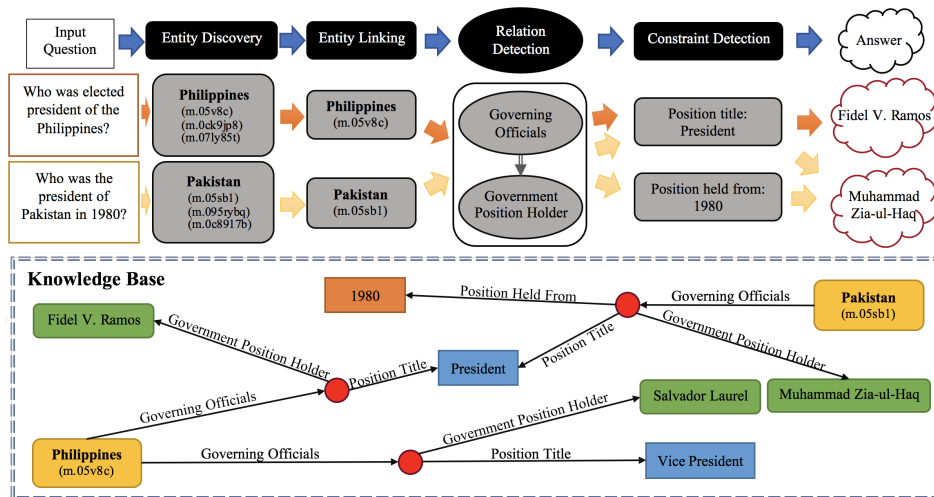 Input
Question
Entity Discovery
Entity Linking
Relation
Detection
Constraint Detection
Answer
Who was elected
president of the
Philippines?
Philippines
(m.05v8c)
(m.0ck9jp8)
(m.07ly85t)
Philippines
(m.05v8c)
Governing
Officials
Position title:
President
Fidel V. Ramos
Who was the
president of
Pakistan in 1980?
Pakistan
(m.05sb1)
(m.095rybq)
(m.0c8917b)
Pakistan
(m.05sb1)
Government
Position Holder
Position held from:
1980
Muhammad
Zia-ul-Haq
Knowledge Base
1980
Position Held From
Governing Officials
Pakistan
(m.05sb1)
Fidel V. Ramos
Government Position Holder
Position Title
Government Position Holder
Position Title
President
Governing Officials
Salvador Laurel
Muhammad Zia-ul-Haq
Government Position Holder
Philippines
(m.05v8c)
Governing Officials
Position Title
Vice President